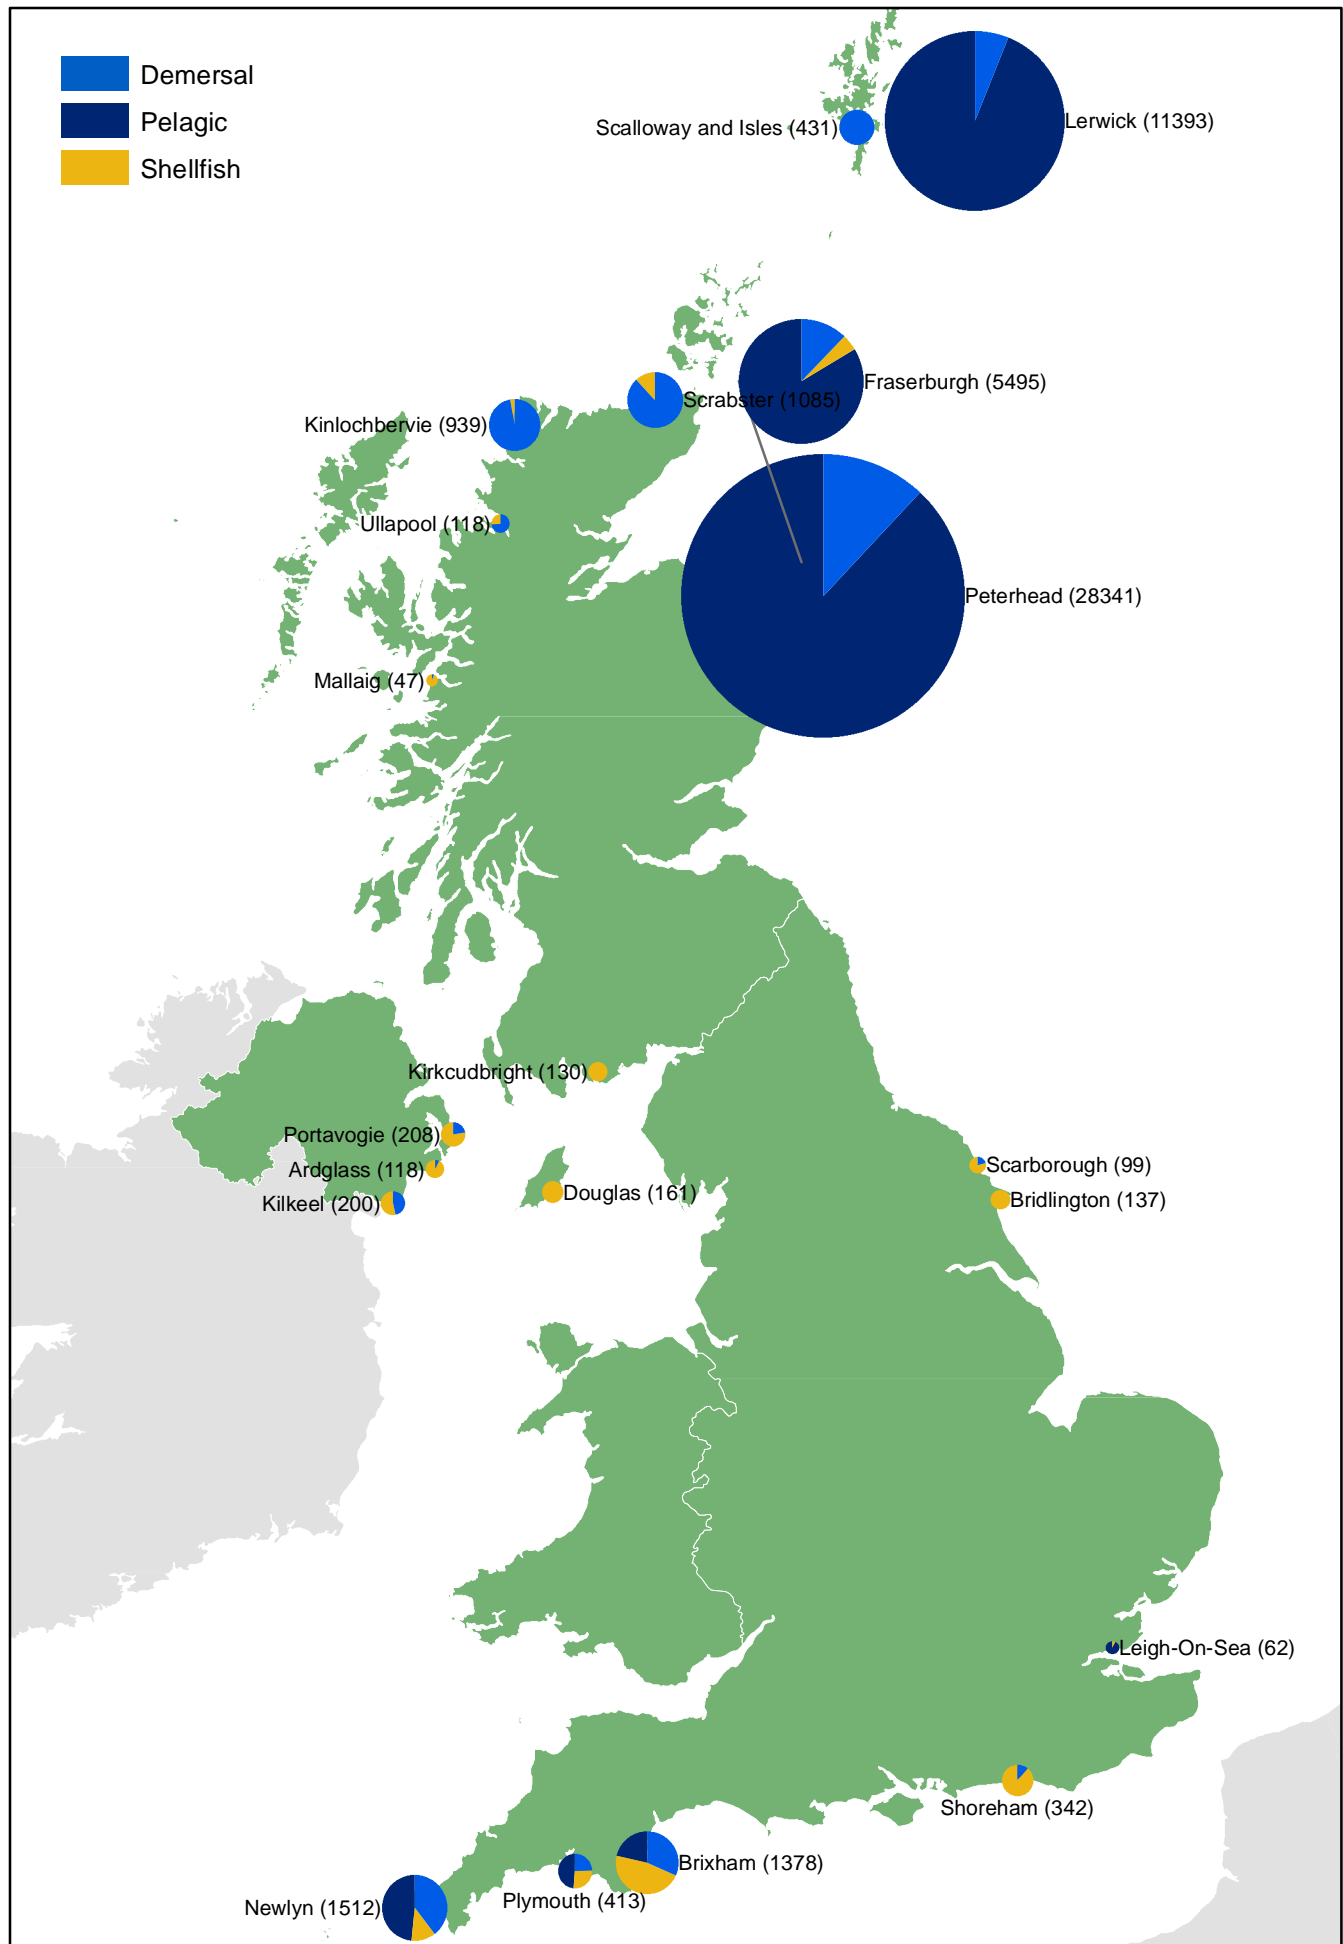 Demersal
Pelagic
Shellfish
Scalloway and Isles (431)
Lerwick (11393)
Fraserburgh (5495)
Scrabster (1085)
Kinlochbervie (939)
Ullapool (118)
Peterhead (28341)
Mallaig (47)
Kirkcudbright (130)
Portavogie (208)
Ardglass (118)
Kilkeel (200)
Douglas (161)
Scarborough (99)
Bridlington (137)
Leigh-On-Sea (62)
Shoreham (342)
Brixham (1378)
Plymouth (413)
Newlyn (1512)